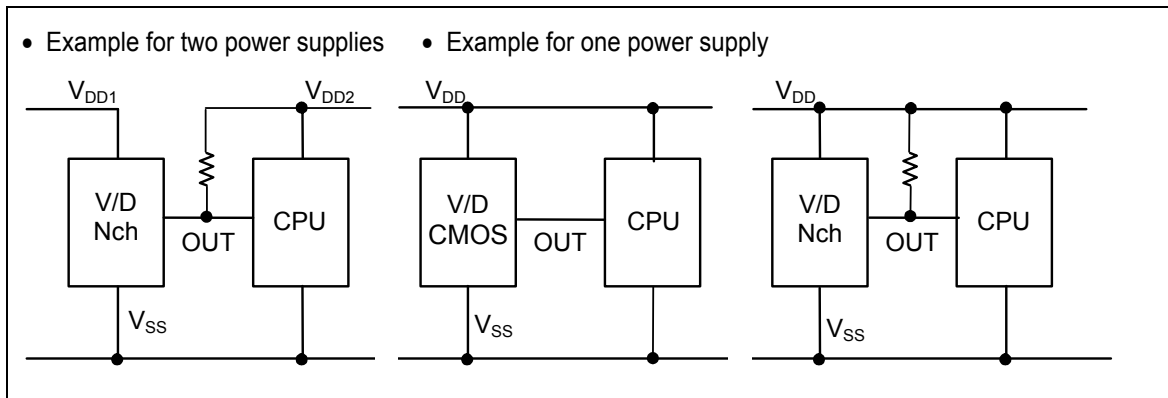 • Example for two power supplies
• Example for one power supply
VDD1
VDD2
V/D
Nch
OUT
CPU
VSS
VDD
V/D
CMOS
OUT
CPU
VSS
VDD
V/D
Nch
OUT
CPU
VSS